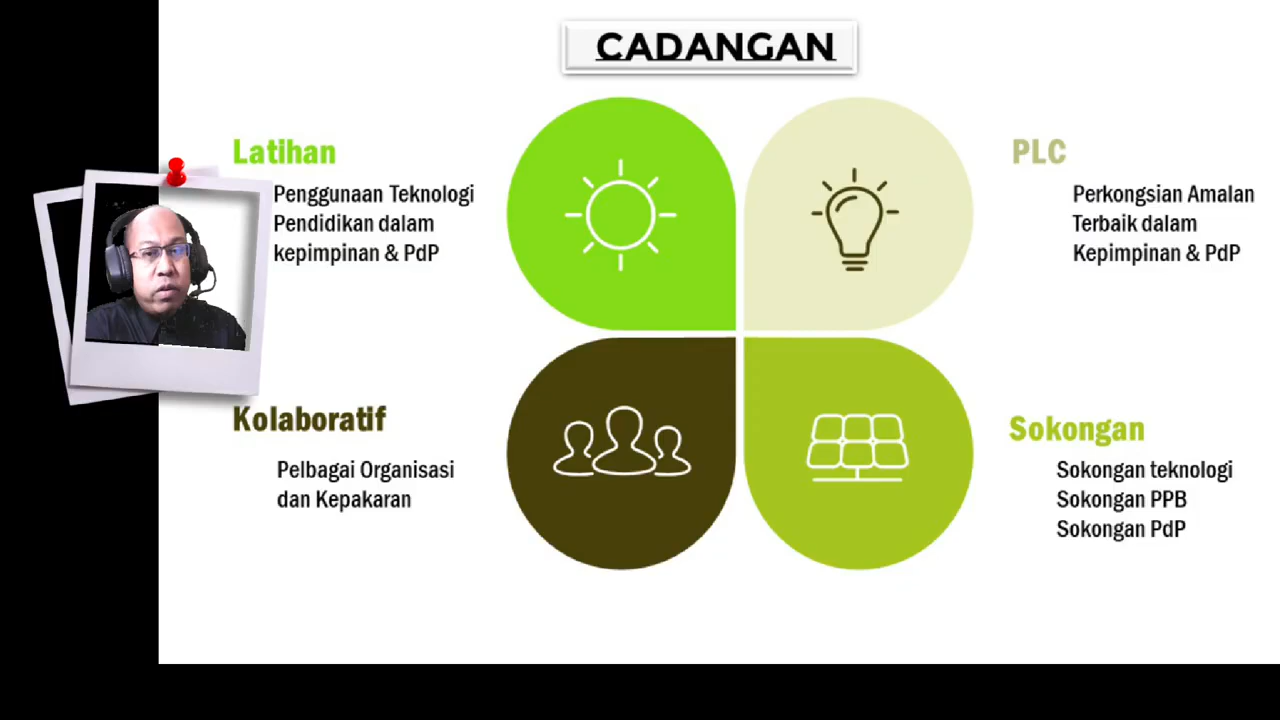 CADANGAN
Latihan
Penggunaan Teknologi
Pendidikan dalam
kepimpinan & PdP
PLC
Perkongsian Amalan
Terbaik dalam
Kepimpinan & PdP
Kolaboratif
Pelbagai Organisasi
dan Kepakaran
Sokongan
Sokongan teknologi
Sokongan PPB
Sokongan PdP